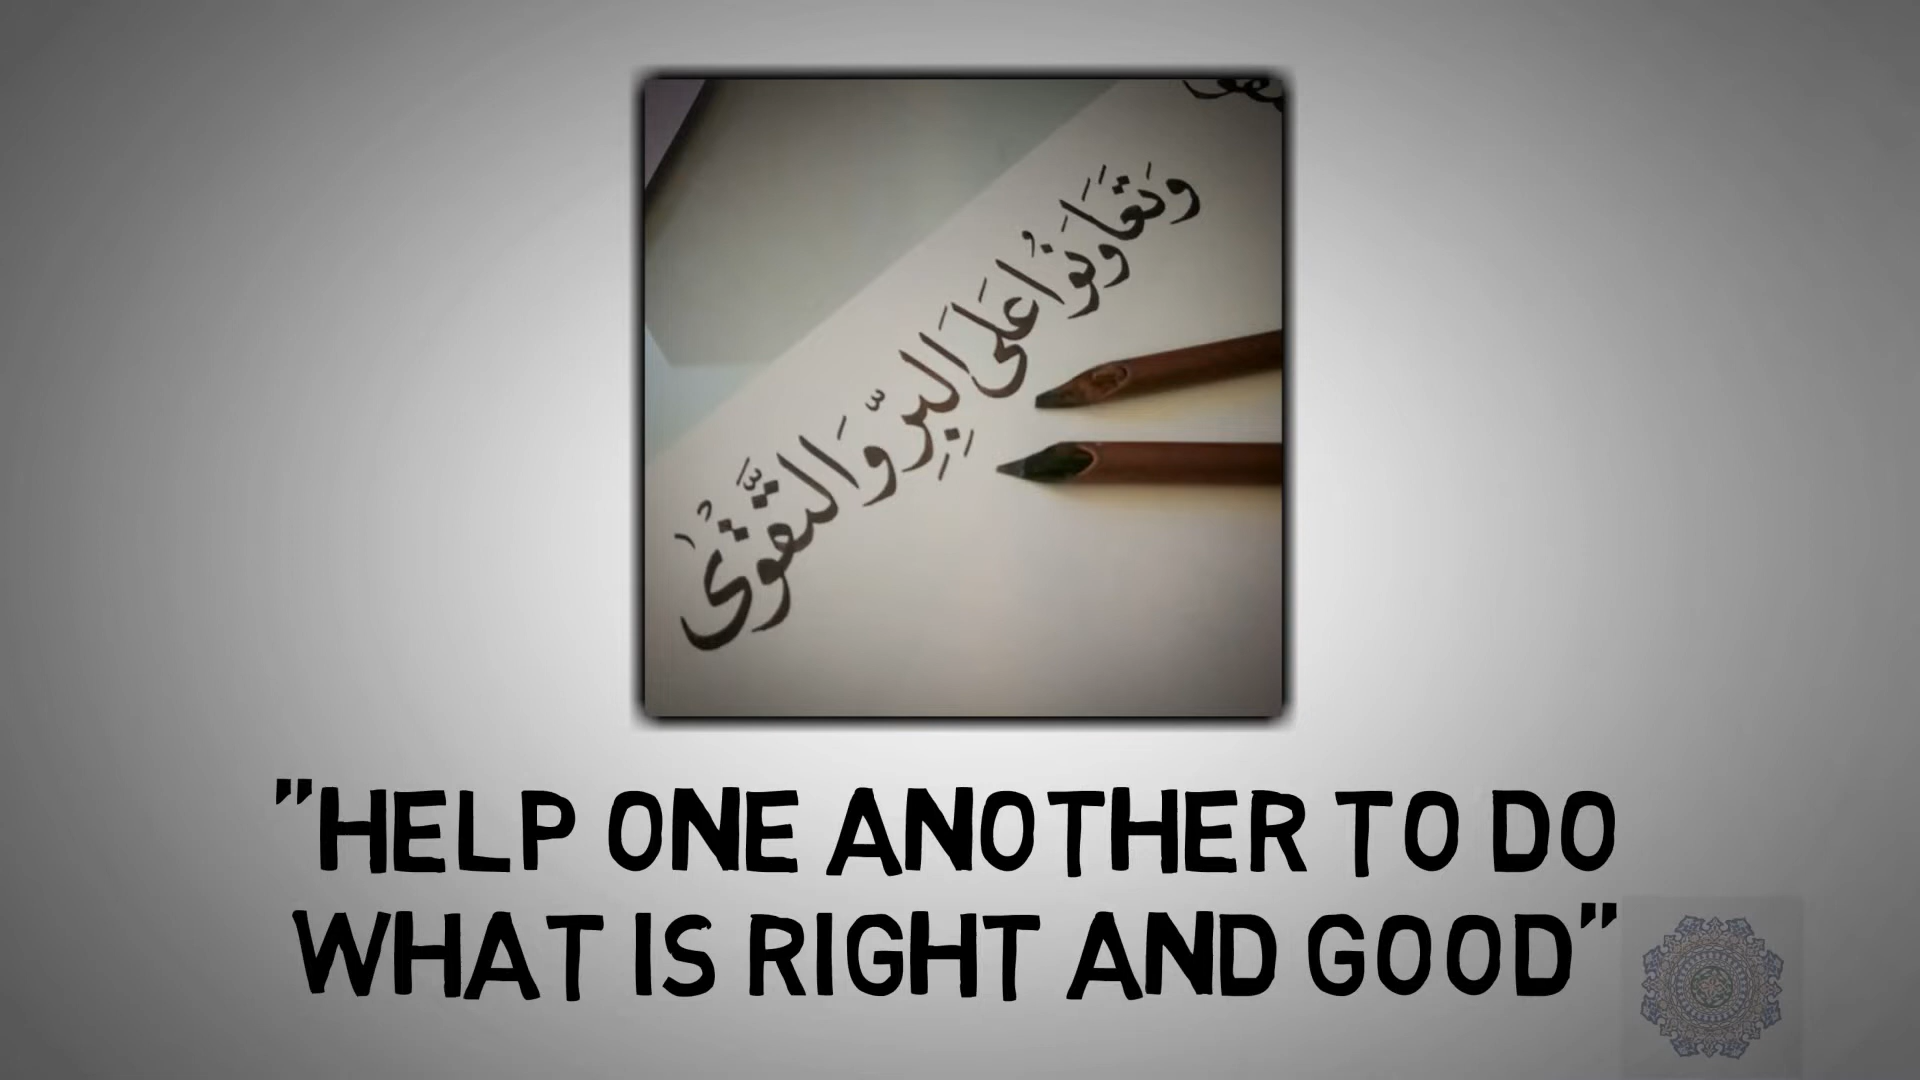 وَتَعَاوَنُوا عَلَى الْبِرِّ وَالتَّقْوَىٰ
"HELP ONE ANOTHER TO DO
WHAT IS RIGHT AND GOOD"